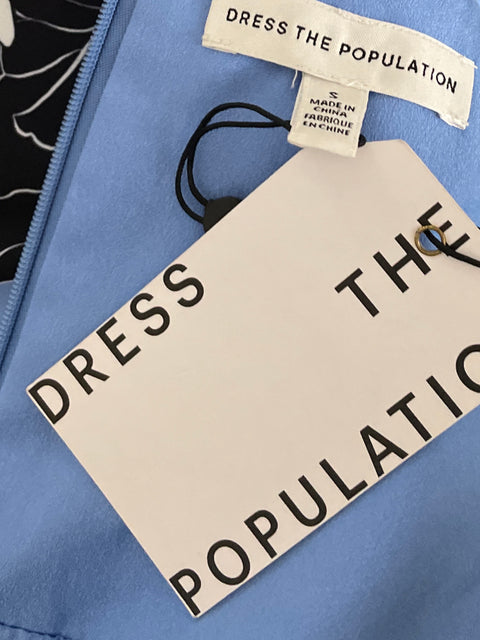 DRESS THE POPULATION
S
MADE IN
CHINA
FABRIQUE
EN CHINE
DRESS THE
POPULATIO